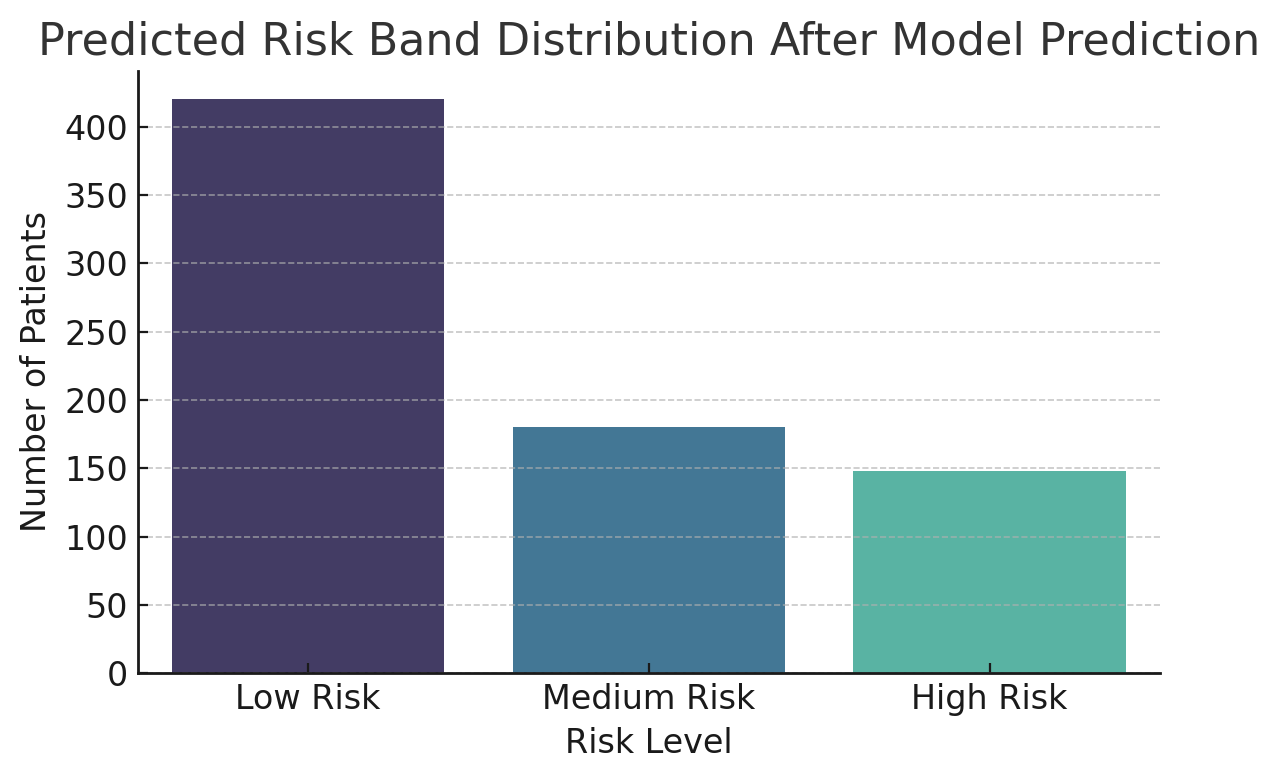 Predicted Risk Band Distribution After Model Prediction
Number of Patients
400
350
300
250
200
150
100
50
0
Low Risk
Medium Risk
High Risk
Risk Level